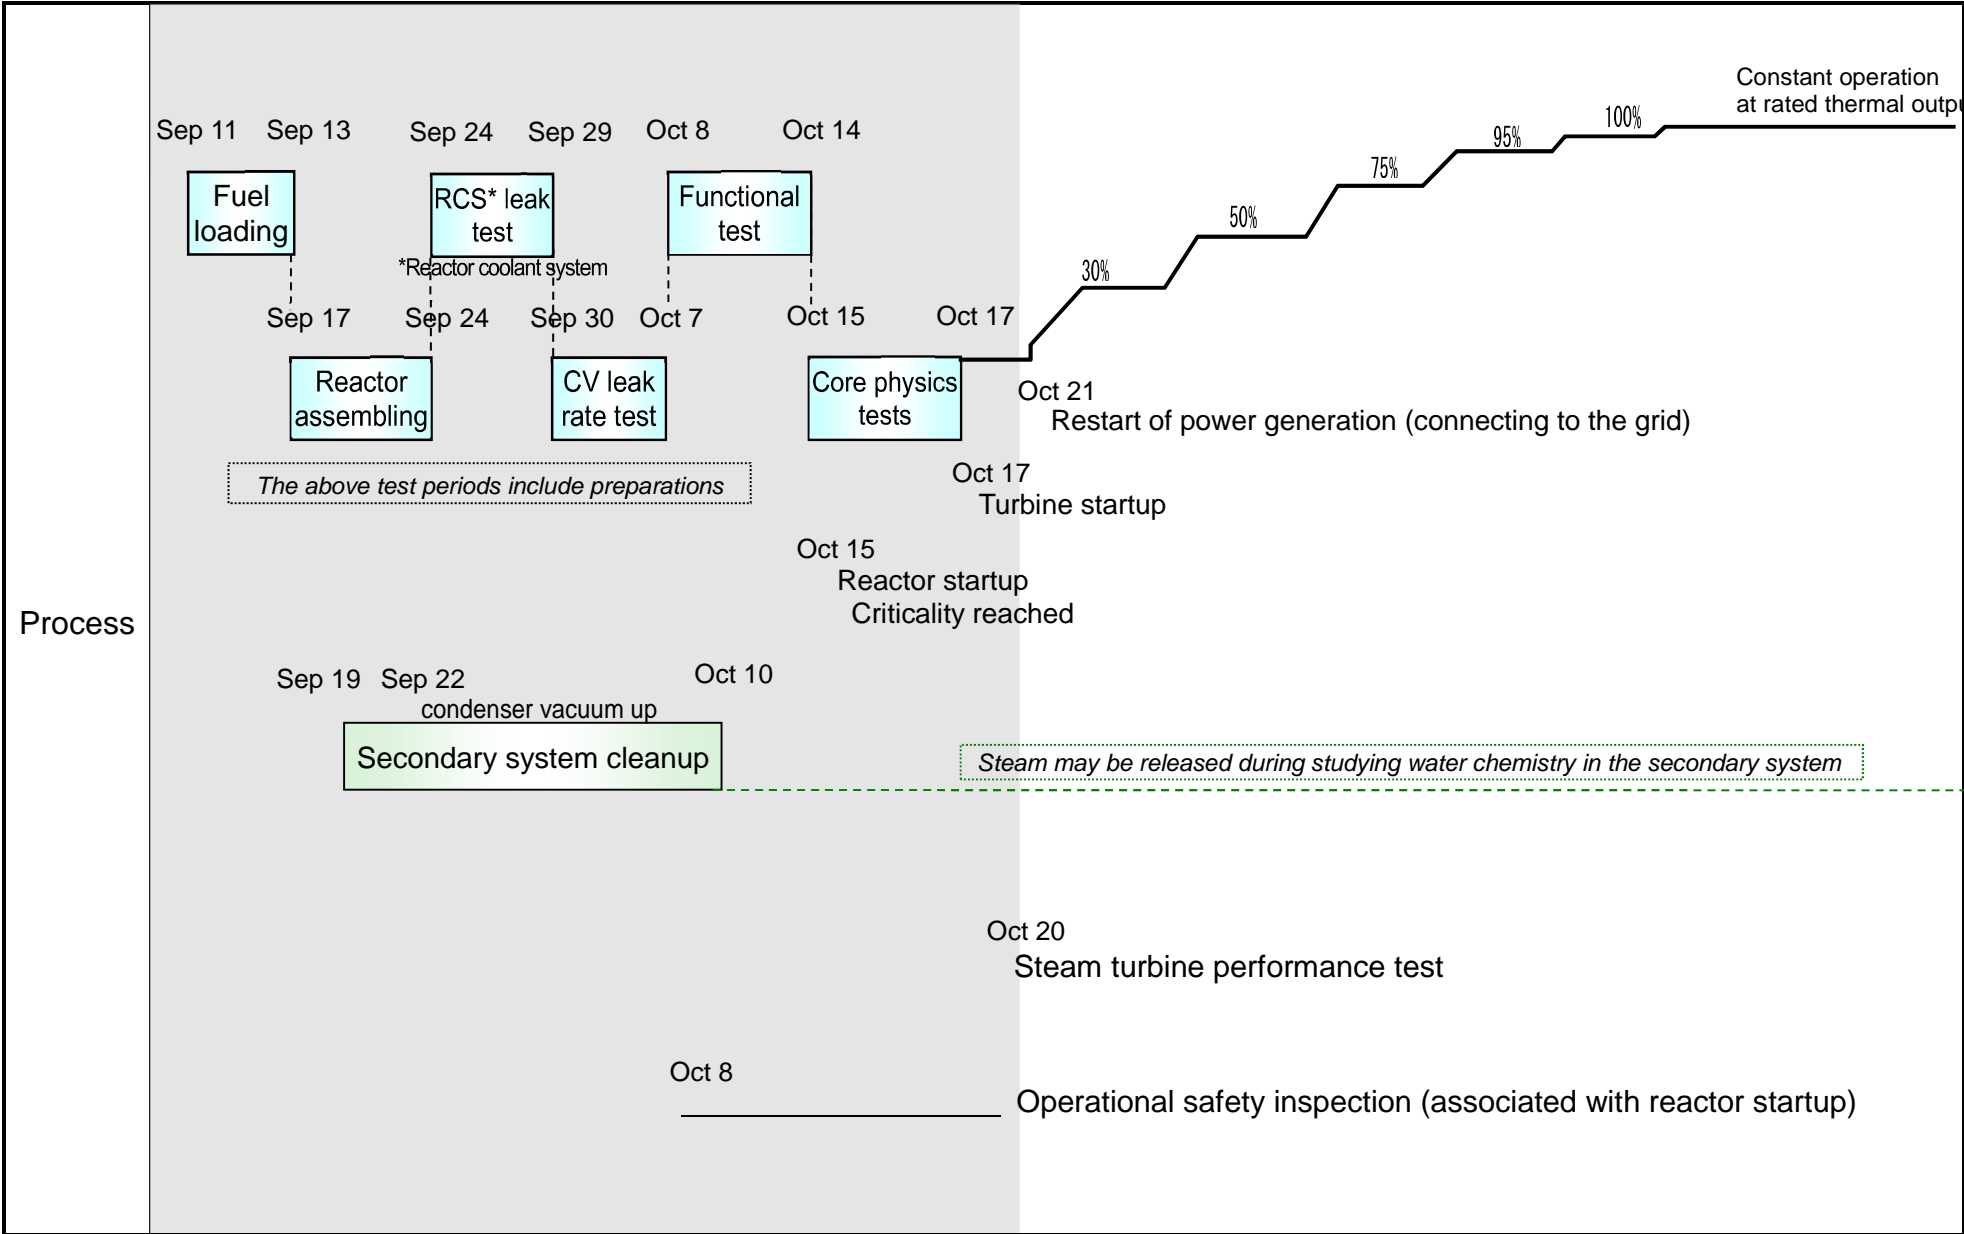 Constant operation
at rated thermal outpu
100%
95%
75%
50%
30%
Sep 11 Sep 13 Sep 24 Sep 29 Oct 8 Oct 14
Fuel
loading
RCS* leak
test
Functional
test
*Reactor coolant system
Sep 17 Sep 24 Sep 30 Oct 7 Oct 15 Oct 17
Reactor
assembling
CV leak
rate test
Core physics
tests
Oct 21
Restart of power generation (connecting to the grid)
The above test periods include preparations
Oct 17
Turbine startup
Oct 15
Reactor startup
Criticality reached
Process
Sep 19 Sep 22 Oct 10
condenser vacuum up
Secondary system cleanup
Steam may be released during studying water chemistry in the secondary system
Oct 20
Steam turbine performance test
Oct 8
Operational safety inspection (associated with reactor startup)